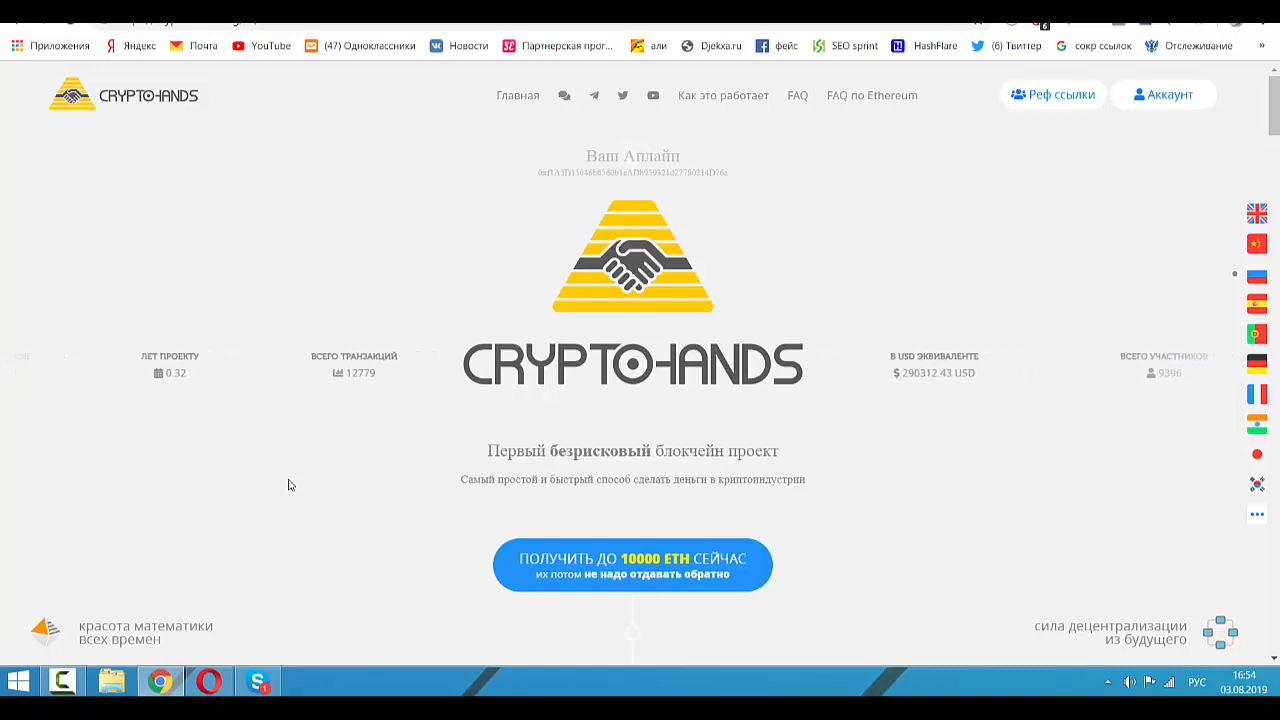 Приложения
Яндекс
Почта
YouTube
(47) Одноклассники
Новости
Партнерская прог...
али
Djekxa.ru
фейс
SEO sprint
HashFlare
(6) Твиттер
сокр ссылок
Отслеживание
»
CRYPTOHANDS
Главная
Как это работает
FAQ
FAQ по Ethereum
Реф ссылки
Аккаунт
Ваш Аплайн
CRYPTOHANDS
ЛЕТ ПРОЕКТУ
0.32
ВСЕГО ТРАНЗАКЦИЙ
12779
В USD ЭКВИВАЛЕНТЕ
$ 290312.43 USD
ВСЕГО УЧАСТНИКОВ
9396
Первый безрисковый блокчейн проект
Самый простой и быстрый способ сделать деньги в криптоиндустрии
ПОЛУЧИТЬ ДО 10000 ETH СЕЙЧАС
их потом не надо отдавать обратно
красота математики
всех времен
сила децентрализации
из будущего
РУС
16:54
03.08.2019